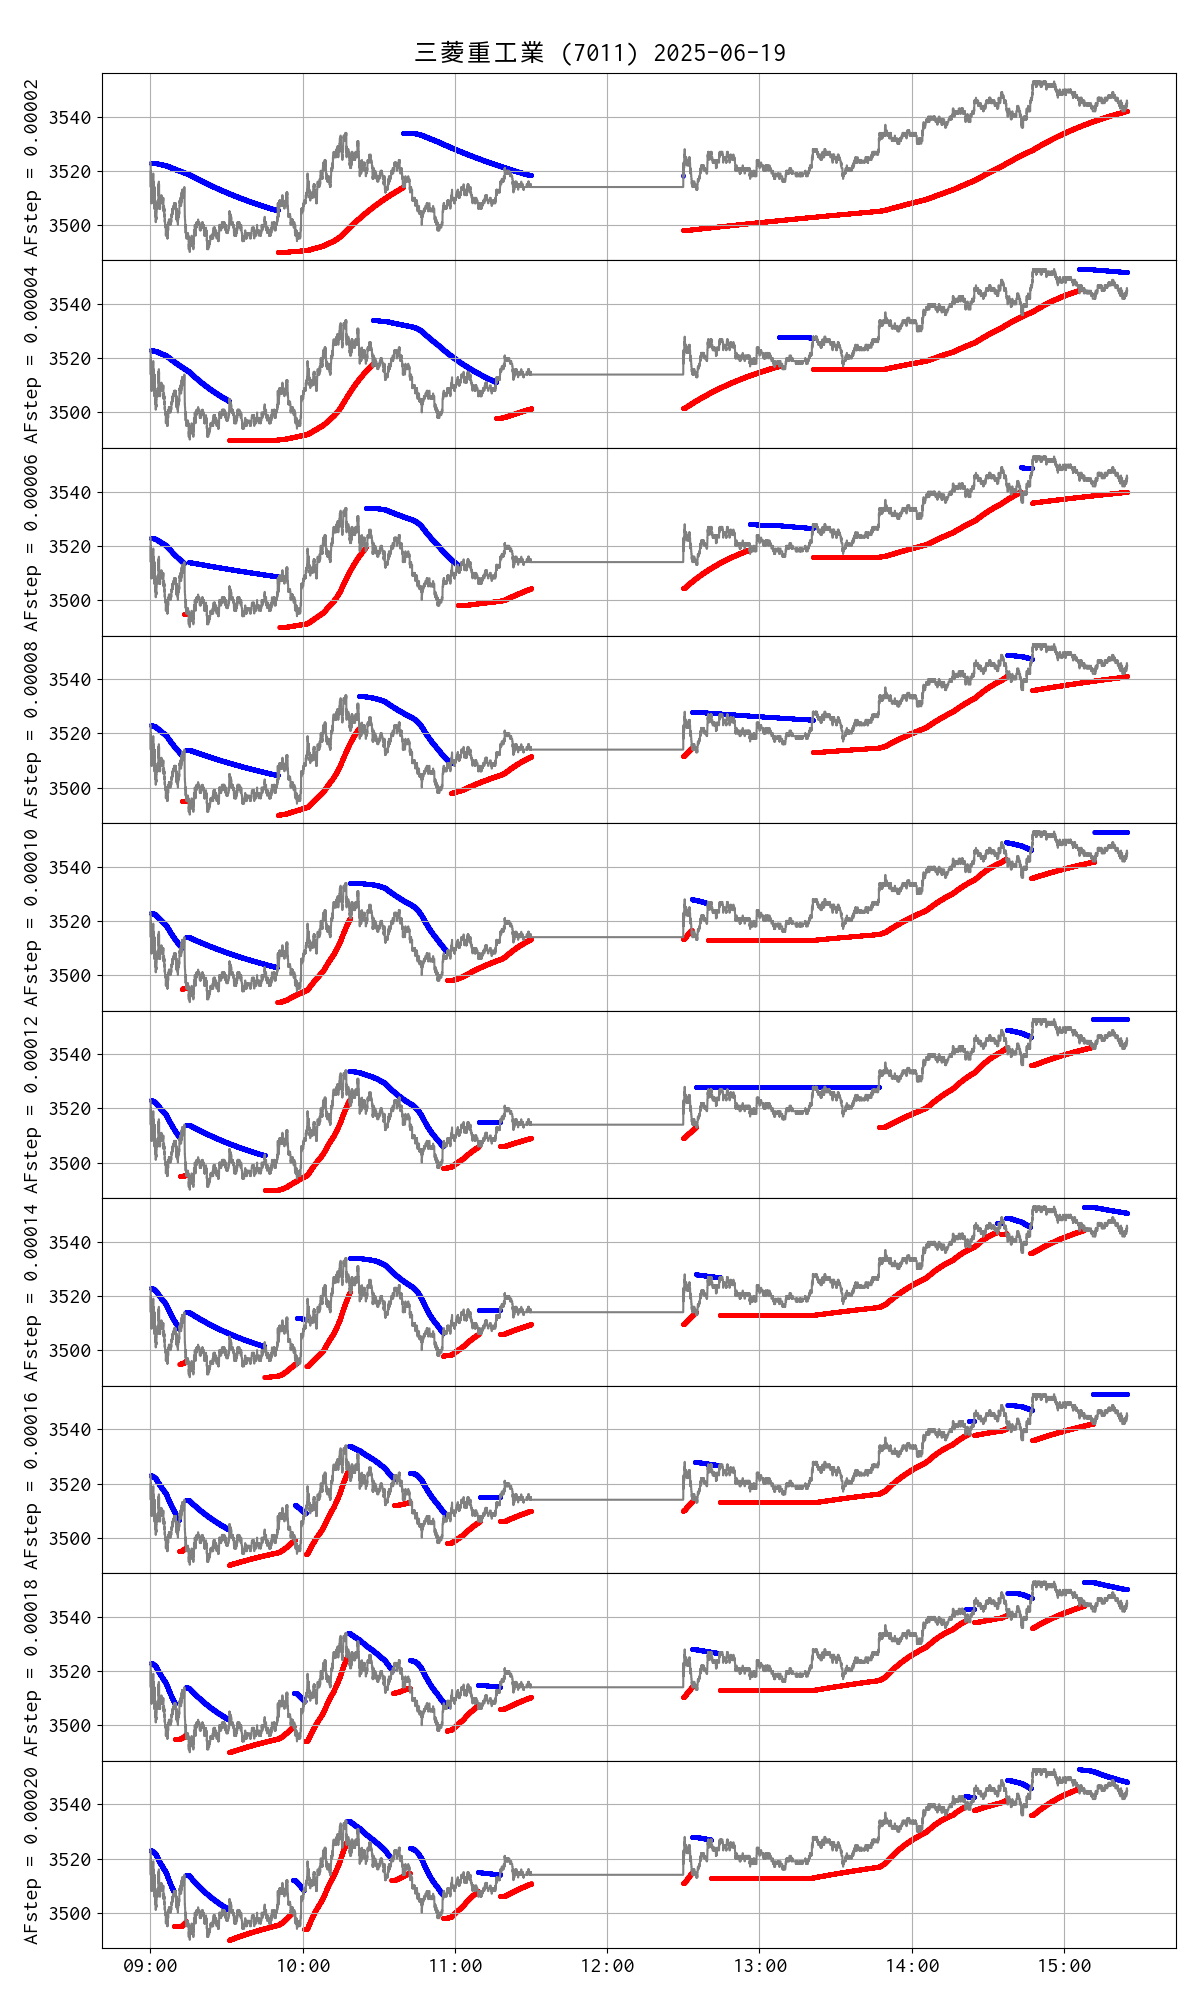 三菱重工業 (7011) 2025-06-19
AFstep = 0.00002
3540
3520
3500
AFstep = 0.00004
3540
3520
3500
AFstep = 0.00006
3540
3520
3500
AFstep = 0.00008
3540
3520
3500
AFstep = 0.00010
3540
3520
3500
AFstep = 0.00012
3540
3520
3500
AFstep = 0.00014
3540
3520
3500
AFstep = 0.00016
3540
3520
3500
AFstep = 0.00018
3540
3520
3500
AFstep = 0.00020
3540
3520
3500
09:00 10:00 11:00 12:00 13:00 14:00 15:00